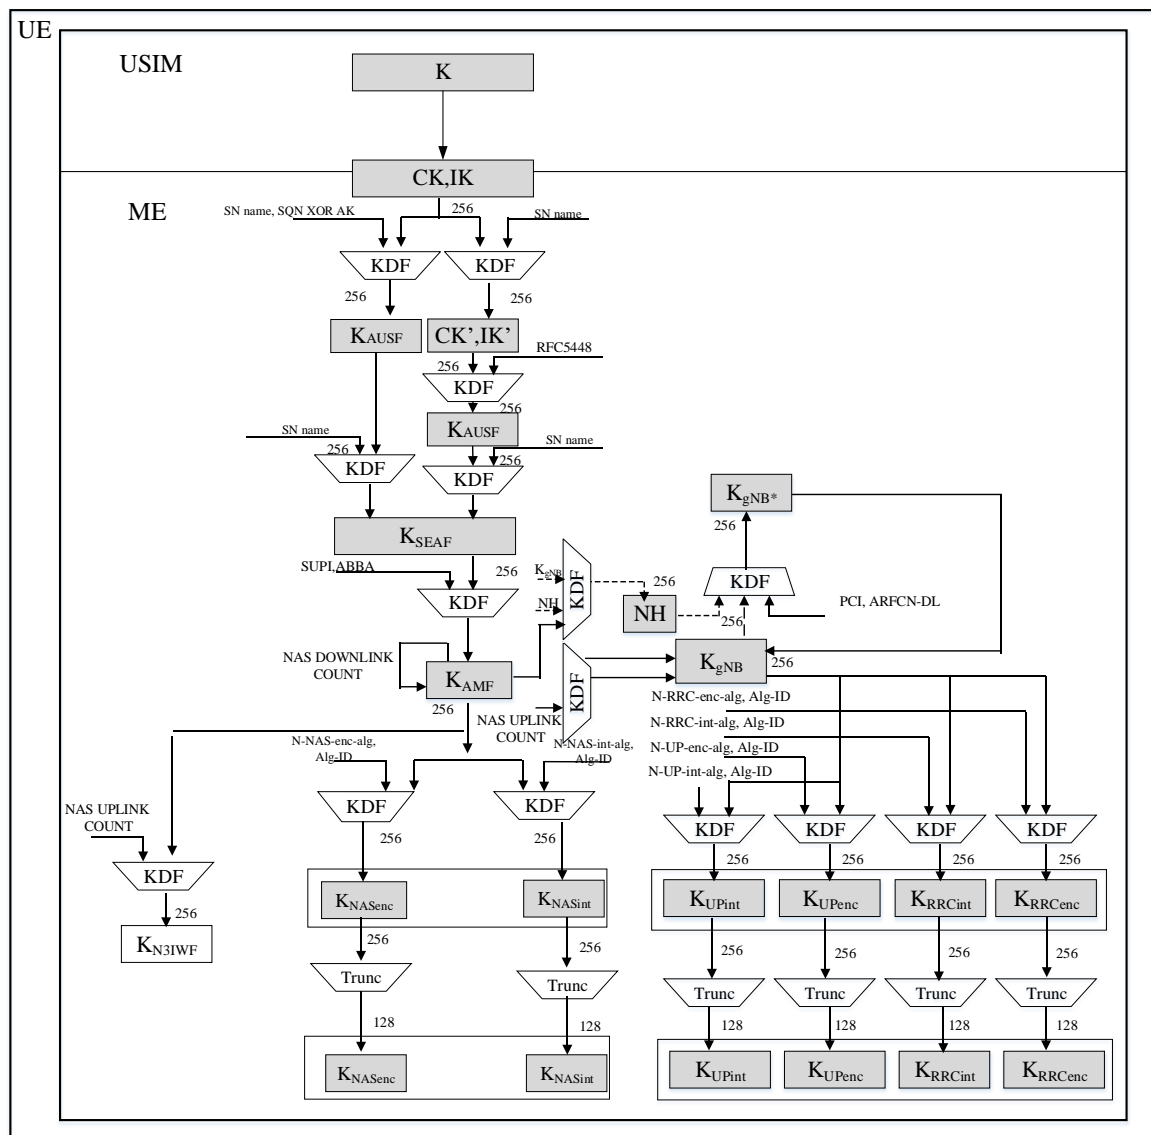 UE
USIM
K
CK,IK
ME
SN name, SQN XOR AK
256
SN name
KDF
KDF
256
256
KAUSF
CK’,IK’
RFC5448
256
KDF
256
KAUSF
SN name
SN name
256
256
KDF
KDF
KgNB*
256
KSEAF
SUPI,ABBA
256
KgNB
KDF
256
KDF
PCI, ARFCN-DL
KDF
NH
NH
256
NAS DOWNLINK
COUNT
KAMF
256
KDF
KgNB
256
NAS UPLINK
COUNT
N-RRC-enc-alg, Alg-ID
N-RRC-int-alg, Alg-ID
N-UP-enc-alg, Alg-ID
N-UP-int-alg, Alg-ID
N-NAS-enc-alg,
Alg-ID
N-NAS-int-alg,
Alg-ID
NAS UPLINK
COUNT
KDF
KDF
KDF
KDF
KDF
KDF
256
256
256
256
256
256
KDF
256
KN3IWF
KNASenc
KNASint
KUPint
KUPenc
KRRCint
KRRCenc
256
256
256
256
256
256
Trunc
Trunc
Trunc
Trunc
Trunc
Trunc
128
128
128
128
128
128
KNASenc
KNASint
KUPint
KUPenc
KRRCint
KRRCenc